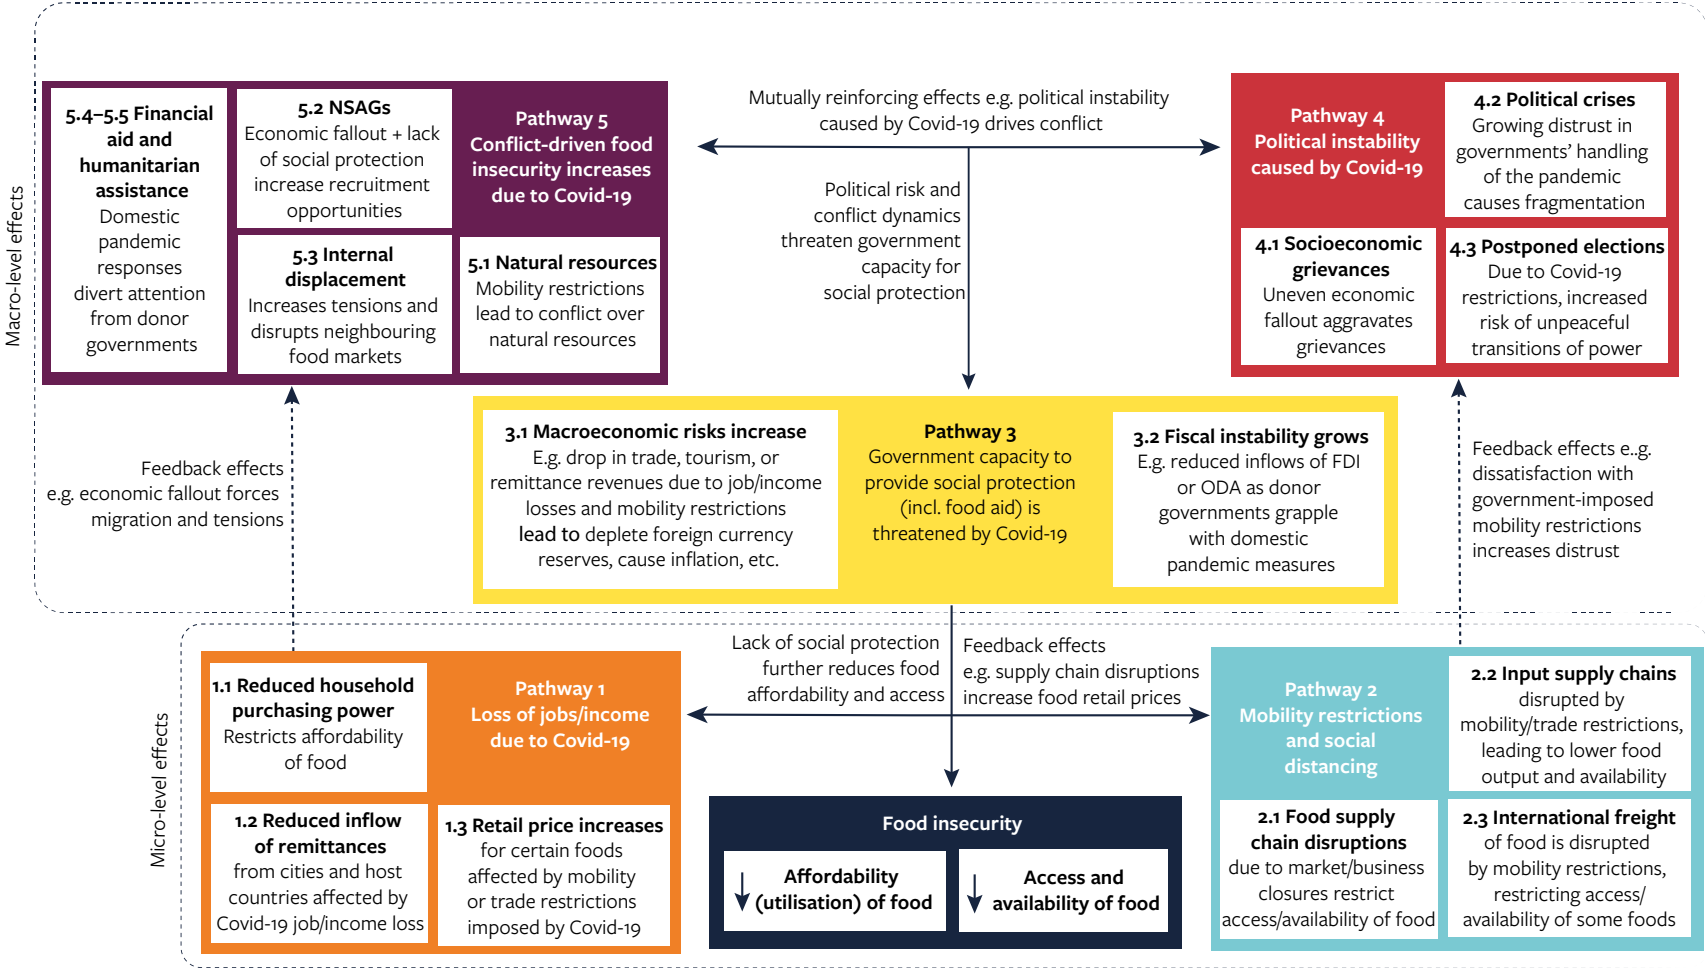 Macro-level effects
5.4–5.5 Financial
aid and
humanitarian
assistance
Domestic
pandemic
responses
divert attention
from donor
governments
5.2 NSAGs
Economic fallout + lack
of social protection
increase recruitment
opportunities
Pathway 5
Conflict-driven food
insecurity increases
due to Covid-19
5.3 Internal
displacement
Increases tensions and
disrupts neighbouring
food markets
5.1 Natural resources
Mobility restrictions
lead to conflict over
natural resources
Mutually reinforcing effects e.g. political instability
caused by Covid-19 drives conflict
Political risk and
conflict dynamics
threaten government
capacity for
social protection
Pathway 4
Political instability
caused by Covid-19
4.2 Political crises
Growing distrust in
governments’ handling
of the pandemic
causes fragmentation
4.1 Socioeconomic
grievances
Uneven economic
fallout aggravates
grievances
4.3 Postponed elections
Due to Covid-19
restrictions, increased
risk of unpeaceful
transitions of power
Feedback effects
e.g. economic fallout forces
migration and tensions
3.1 Macroeconomic risks increase
E.g. drop in trade, tourism, or
remittance revenues due to job/income
losses and mobility restrictions
lead to deplete foreign currency
reserves, cause inflation, etc.
Pathway 3
Government capacity to
provide social protection
(incl. food aid) is
threatened by Covid-19
3.2 Fiscal instability grows
E.g. reduced inflows of FDI
or ODA as donor
governments grapple
with domestic
pandemic measures
Feedback effects e..g.
dissatisfaction with
government-imposed
mobility restrictions
increases distrust
Micro-level effects
1.1 Reduced household
purchasing power
Restricts affordability
of food
Pathway 1
Loss of jobs/income
due to Covid-19
1.2 Reduced inflow
of remittances
from cities and host
countries affected by
Covid-19 job/income loss
1.3 Retail price increases
for certain foods
affected by mobility
or trade restrictions
imposed by Covid-19
Lack of social protection
further reduces food
affordability and access
Feedback effects
e.g. supply chain disruptions
increase food retail prices
Food insecurity
Affordability
(utilisation) of food
Access and
availability of food
Pathway 2
Mobility restrictions
and social
distancing
2.2 Input supply chains
disrupted by
mobility/trade restrictions,
leading to lower food
output and availability
2.1 Food supply
chain disruptions
due to market/business
closures restrict
access/availability of food
2.3 International freight
of food is disrupted
by mobility restrictions,
restricting access/
availability of some foods